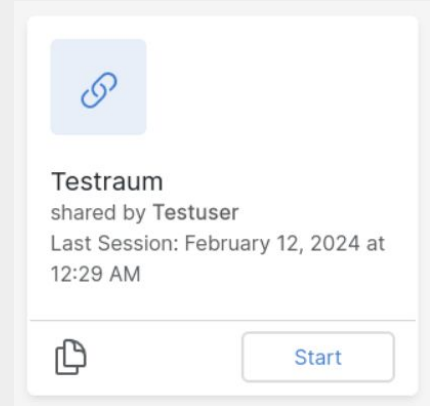 Testraum
shared by Testuser
Last Session: February 12, 2024 at
12:29 AM
Start